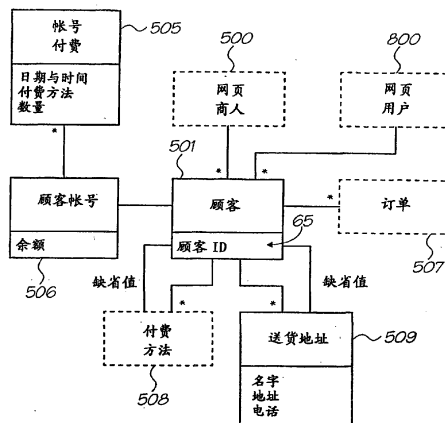 帐号
付费
505
日期与时间
付费方法
数量
*
500
网页
商人
*
800
网页
用户
*
501
顾客帐号
余额
506
顾客
顾客 ID
65
*
订单
507
缺省值
*
付费
方法
508
缺省值
*
送货地址
509
名字
地址
电话